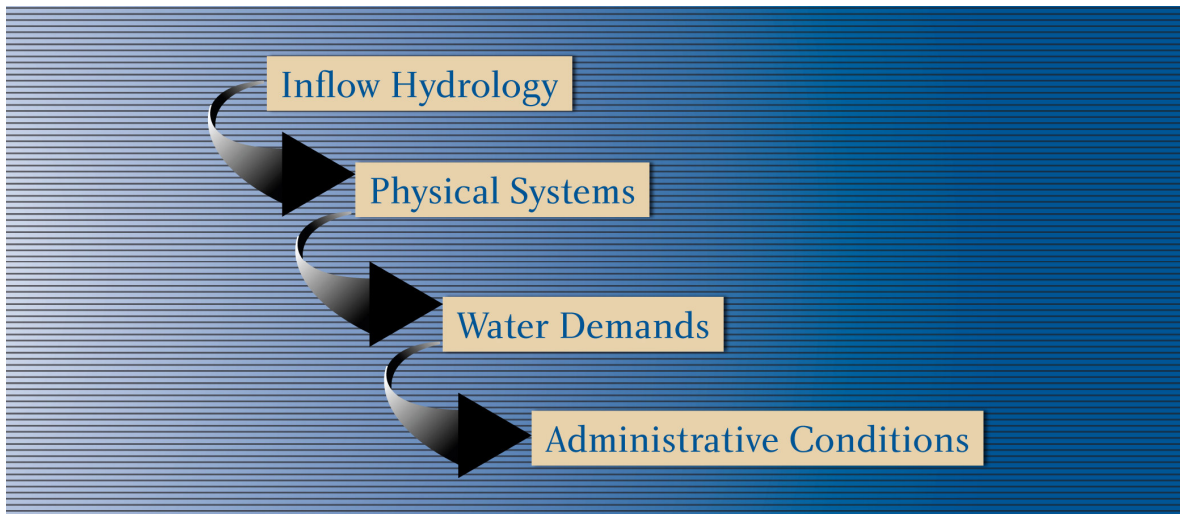 Inflow Hydrology
Physical Systems
Water Demands
Administrative Conditions